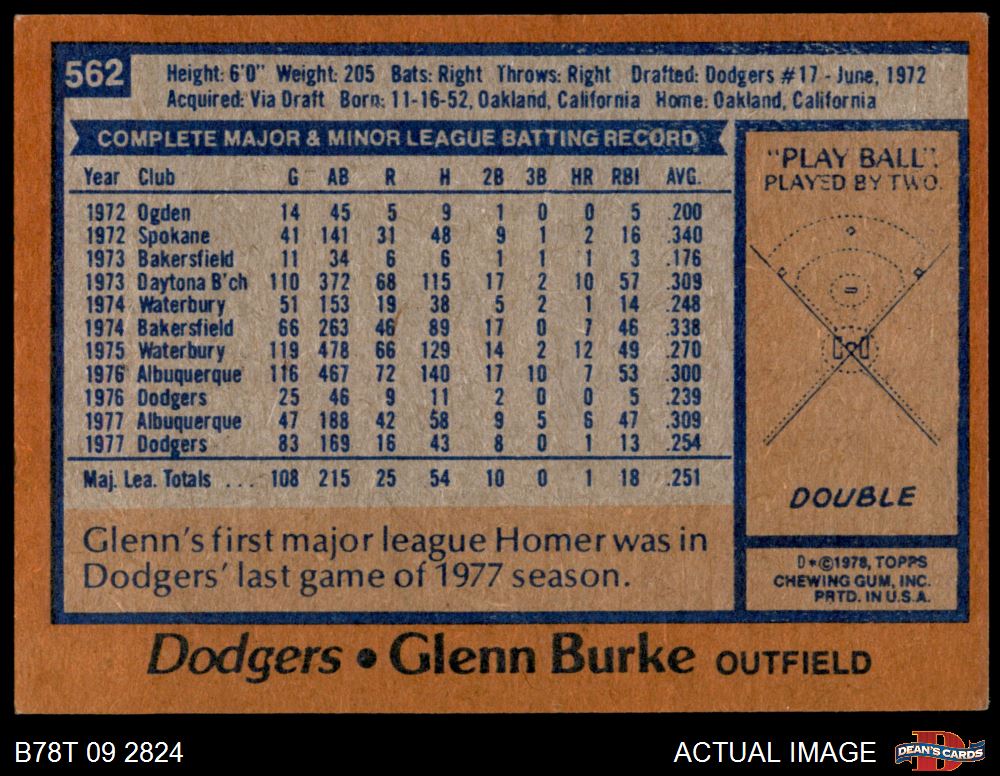 562
Height: 6'0" Weight: 205 Bats: Right Throws: Right Drafted: Dodgers #17 - June, 1972
Acquired: Via Draft Born: 11-16-52, Oakland, California Home: Oakland, California
COMPLETE MAJOR & MINOR LEAGUE BATTING RECORD
Year Club G AB R H 2B 3B HR RBI AVG.
1972 Ogden 14 45 5 9 1 0 0 5 .200
1972 Spokane 41 141 31 48 9 1 2 16 .340
1973 Bakersfield 11 34 6 6 1 1 1 3 .176
1973 Daytona B'ch 110 372 68 115 17 2 10 57 .309
1974 Waterbury 51 153 19 38 5 2 1 14 .248
1974 Bakersfield 66 263 46 89 17 0 7 46 .338
1975 Waterbury 119 478 66 129 14 2 12 49 .270
1976 Albuquerque 116 467 72 140 17 10 7 53 .300
1976 Dodgers 25 46 9 11 2 0 0 5 .239
1977 Albuquerque 47 188 42 58 9 5 6 47 .309
1977 Dodgers 83 169 16 43 8 0 1 13 .254
Maj. Lea. Totals ... 108 215 25 54 10 0 1 18 .251
Glenn's first major league Homer was in
Dodgers' last game of 1977 season.
"PLAY BALL".
PLAYED BY TWO.
DOUBLE
D*©1978, TOPPS
CHEWING GUM, INC.
PRTD. IN U.S.A.
Dodgers • Glenn Burke OUTFIELD
B78T 09 2824
ACTUAL IMAGE
D
DEAN'S CARDS